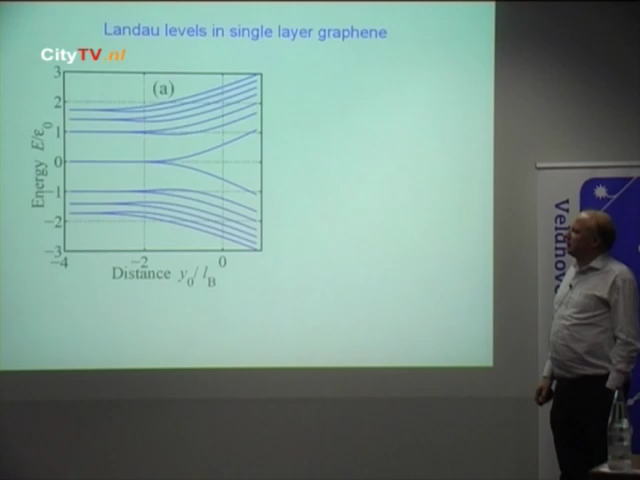 Landau levels in single layer graphene
CityTV.nl
(a)
3
2
1
0
−1
−2
−3
Energy E/ε0
−4
−2
0
Distance y0/lB
Veldhov